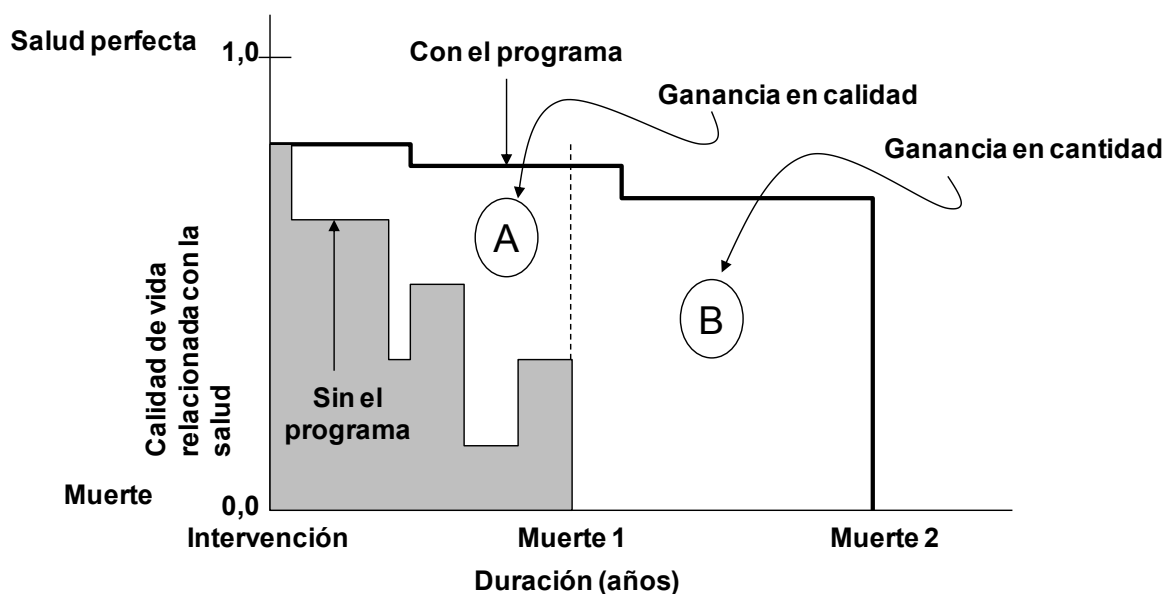 Salud perfecta
1,0
Con el programa
Ganancia en calidad
Ganancia en cantidad
A
B
Calidad de vida
relacionada con la
salud
Sin el
programa
Muerte
0,0
Intervención
Muerte 1
Muerte 2
Duración (años)